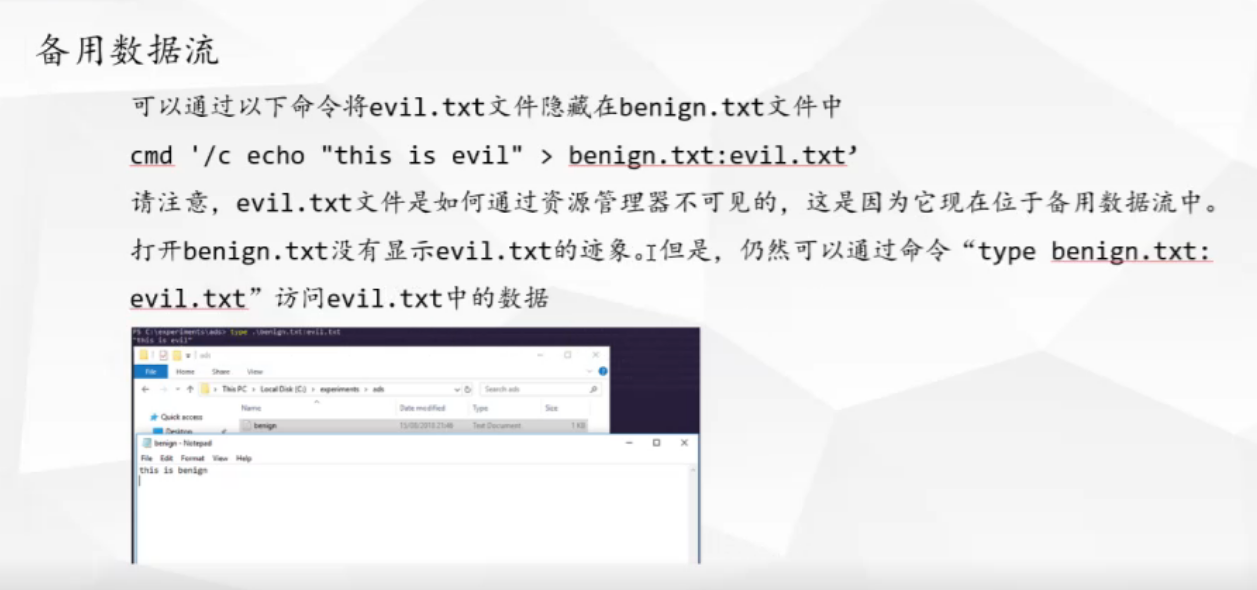 备用数据流
可以通过以下命令将evil.txt文件隐藏在benign.txt文件中
cmd '/c echo "this is evil" > benign.txt:evil.txt’
请注意，evil.txt文件是如何通过资源管理器不可见的，这是因为它现在位于备用数据流中。
打开benign.txt没有显示evil.txt的迹象。但是，仍然可以通过命令“type benign.txt:
evil.txt”访问evil.txt中的数据
PS C:\experiments\ads> type .\benign.txt:evil.txt
"this is evil"
ads
File Home Share View
This PC > Local Disk (C:) > experiments > ads Search ads
Name Date modified Type Size
Quick access
Desktop
benign Text Document 1 KB
benign - Notepad
File Edit Format View Help
this is benign